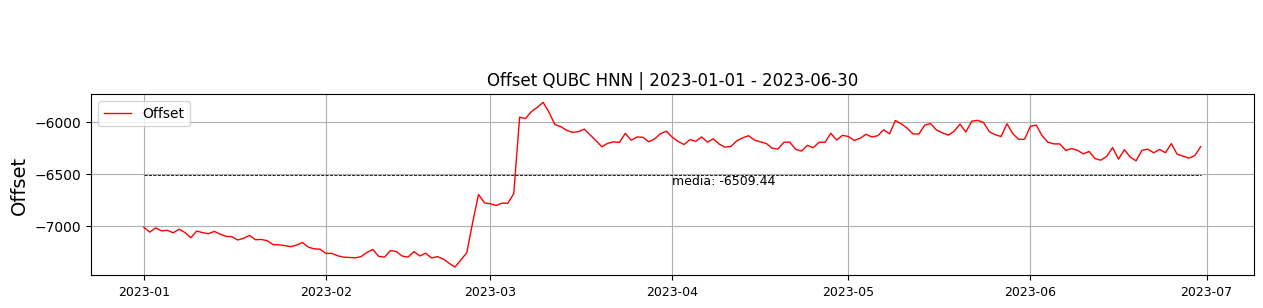 Offset QUBC HNN | 2023-01-01 - 2023-06-30
Offset
Offset
−6000
−6500
−7000
media: -6509.44
2023-01 2023-02 2023-03 2023-04 2023-05 2023-06 2023-07